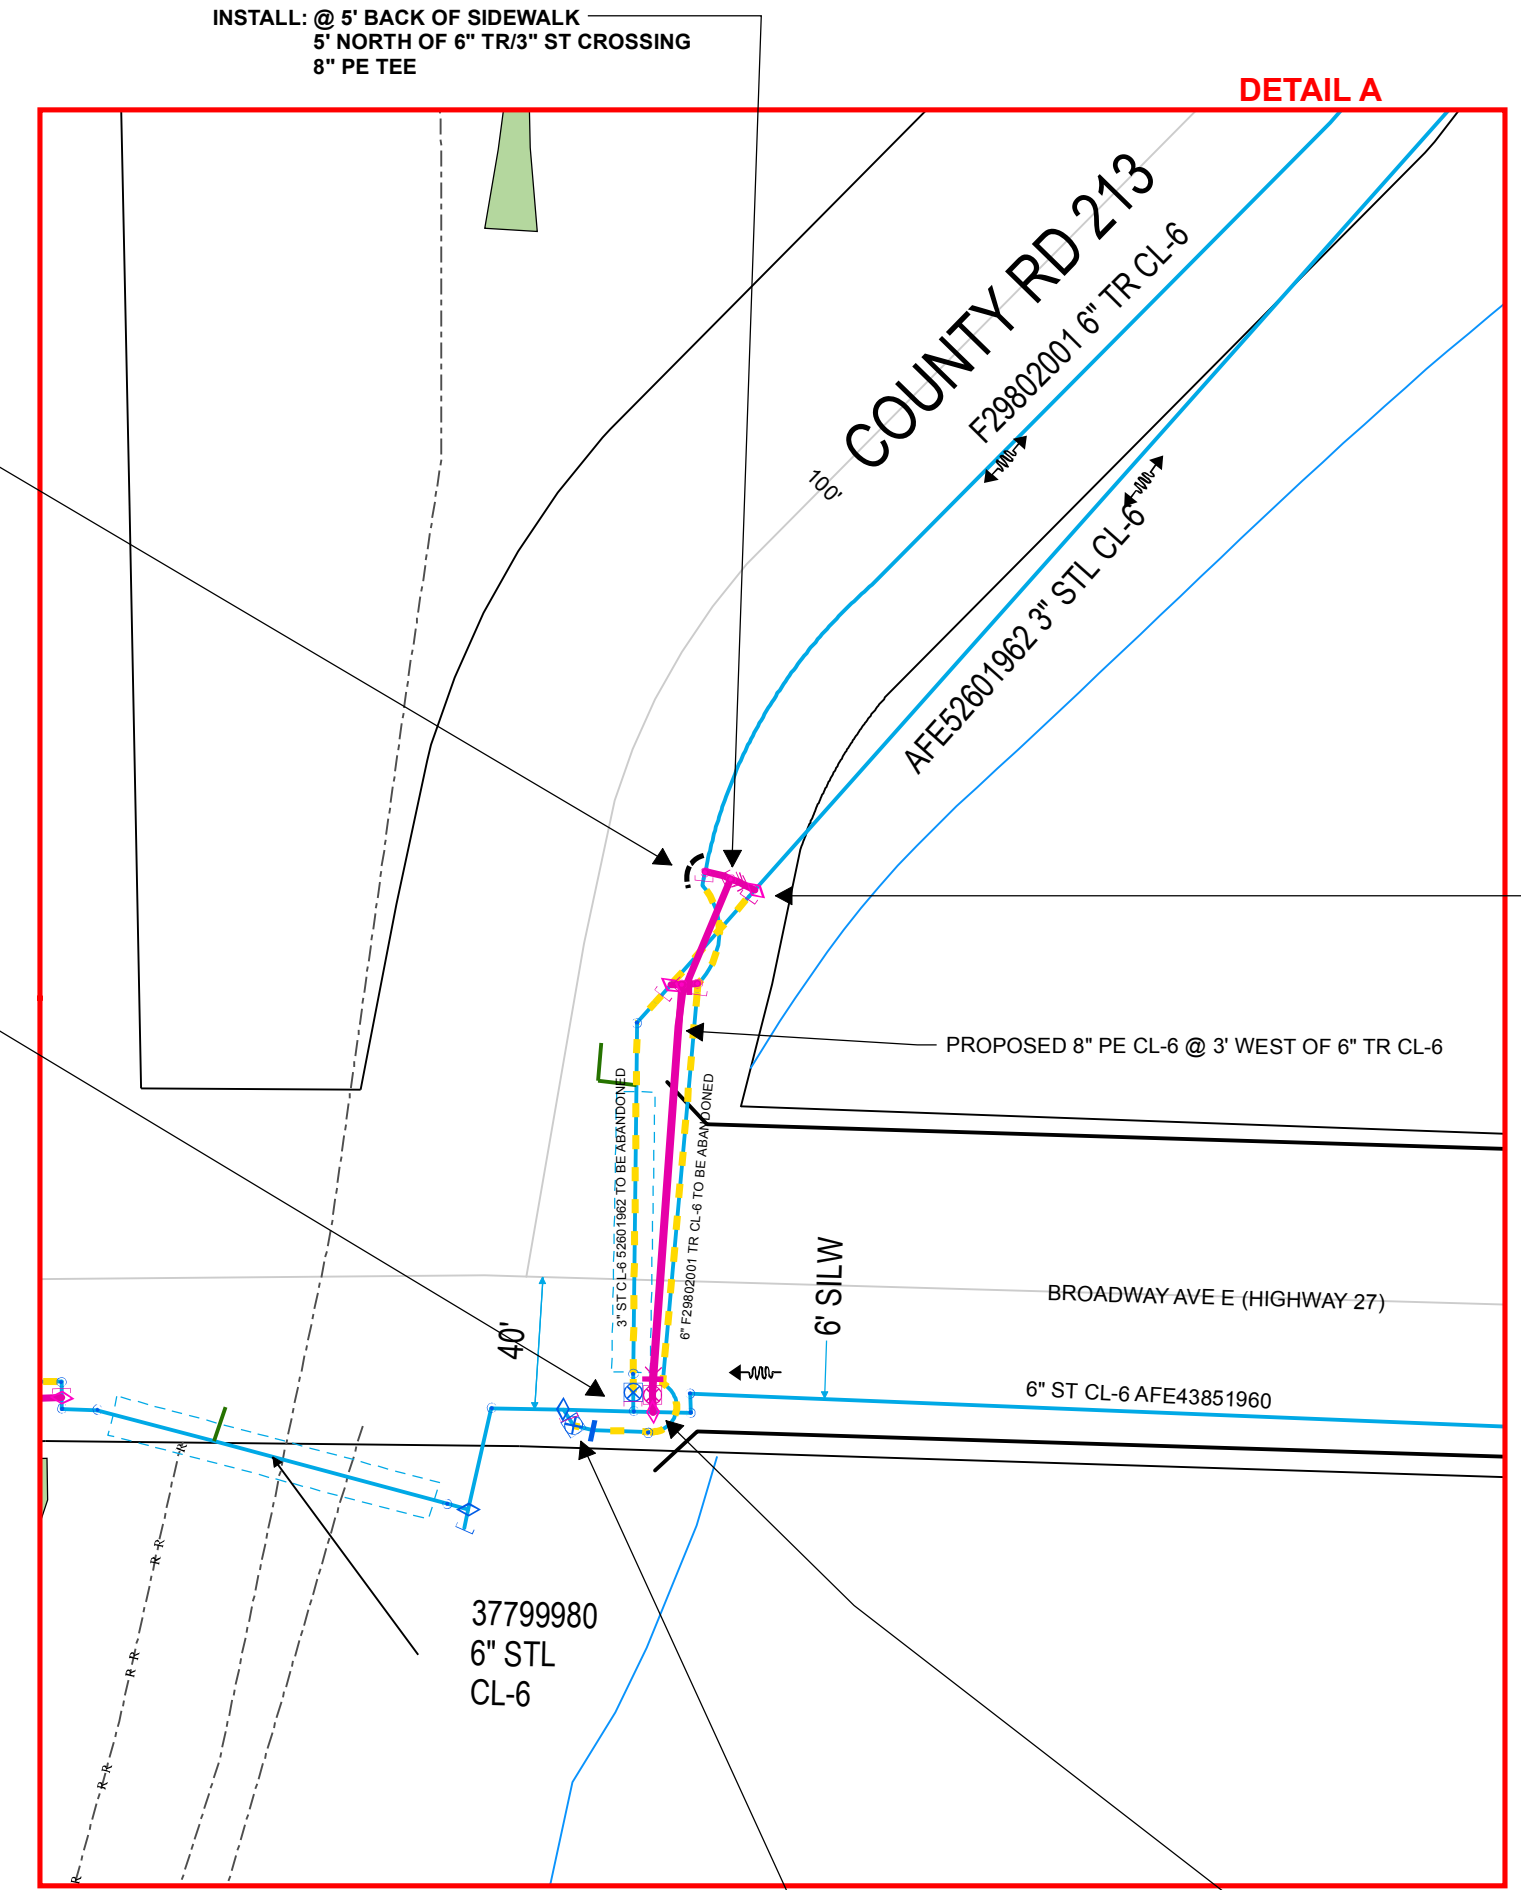 INSTALL: @ 5' BACK OF SIDEWALK
5' NORTH OF 6" TR/3" ST CROSSING
8" PE TEE
DETAIL A
COUNTY RD 213
F29802001 6" TR CL-6
100'
AFE52601962 3" STL CL-6
PROPOSED 8" PE CL-6 @ 3' WEST OF 6" TR CL-6
3" ST CL-6 52601962 TO BE ABANDONED
6" F29802001 TR CL-6 TO BE ABANDONED
6' SILW
BROADWAY AVE E (HIGHWAY 27)
40'
6" ST CL-6 AFE43851960
R
R R
37799980
6" STL
CL-6
R R
R R
R